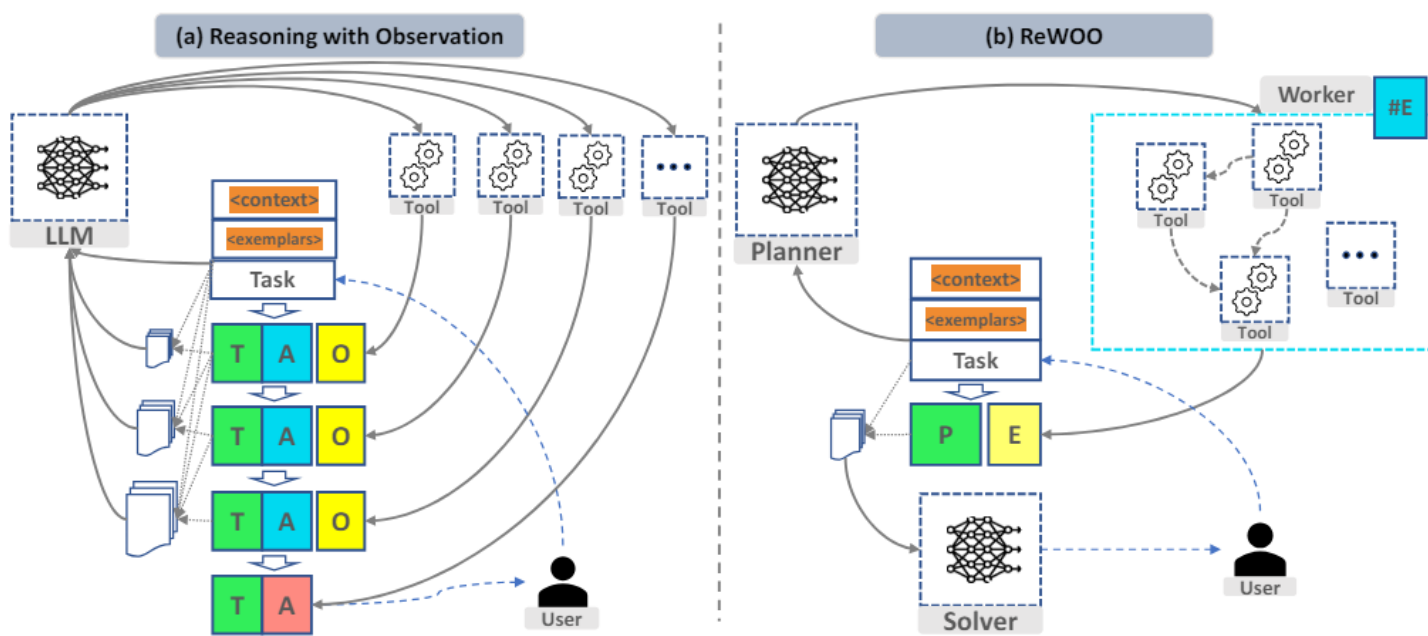 (a) Reasoning with Observation
LLM
<context>
<exemplars>
Task
Tool
Tool
Tool
Tool
T A O
T A O
T A O
T A
User
(b) ReWOO
Worker
#E
Planner
Tool
Tool
Tool
Tool
<context>
<exemplars>
Task
P E
Solver
User